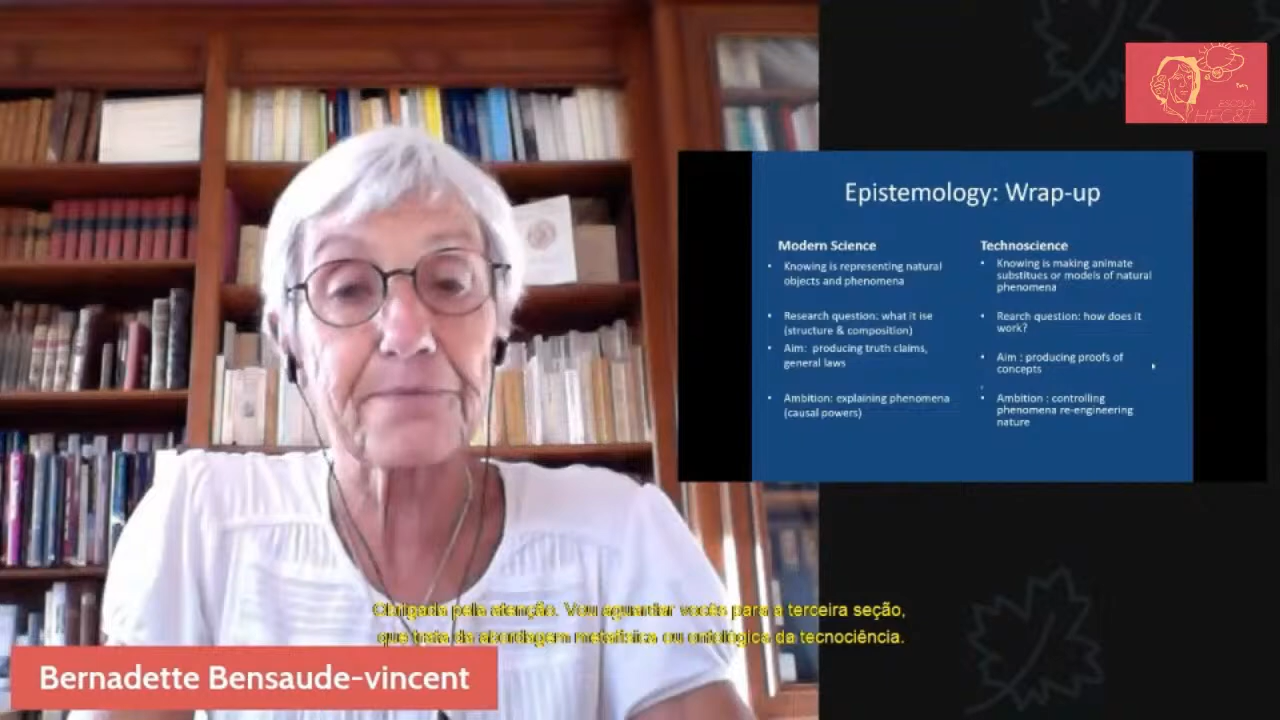 ESCOLA
HFC&T
Epistemology: Wrap-up
Modern Science
• Knowing is representing natural
objects and phenomena
• Research question: what it ise
(structure & composition)
• Aim: producing truth claims,
general laws
• Ambition: explaining phenomena
(causal powers)
Technoscience
• Knowing is making animate
substitues or models of natural
phenomena
• Rearch question: how does it
work?
• Aim : producing proofs of
concepts
• Ambition : controlling
phenomena re-engineering
nature
Obrigada pela atenção. Vou aguardar vocês para a terceira seção,
que trata da abordagem metafísica ou ontológica da tecnociência.
Bernadette Bensaude-vincent